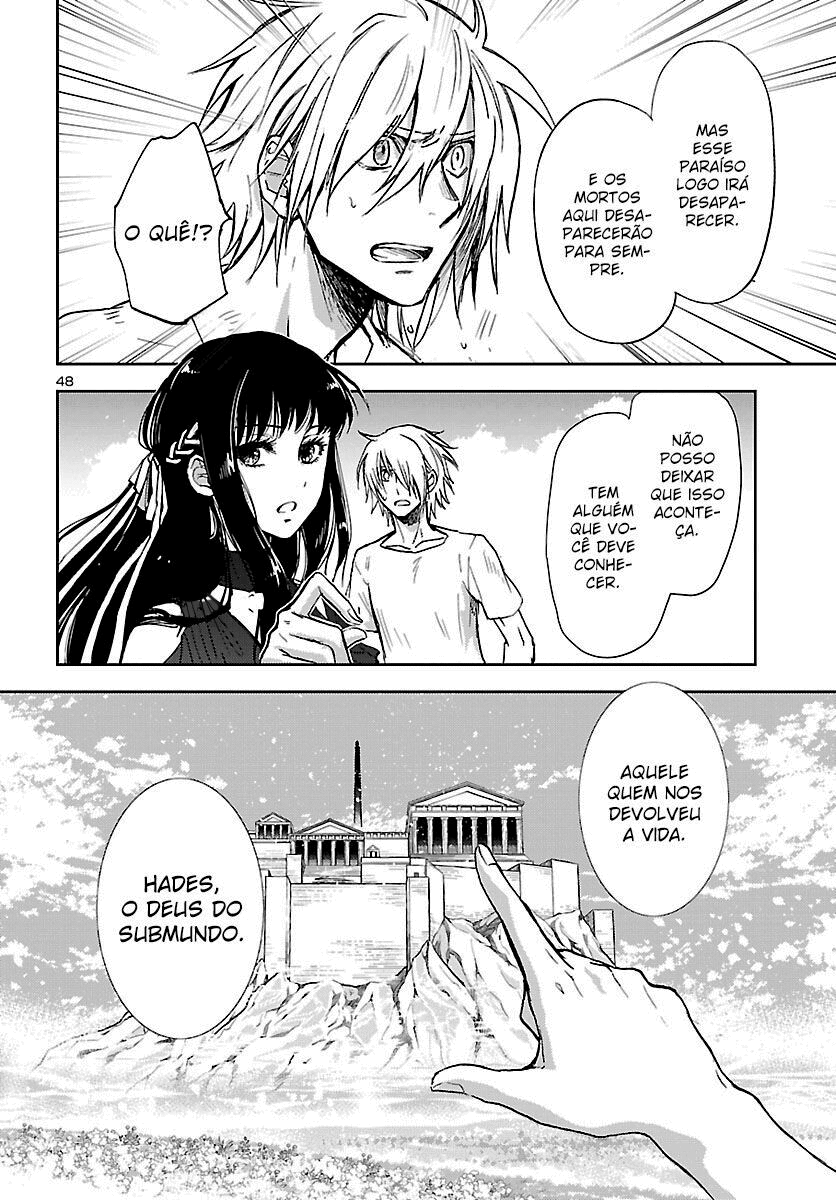 MAS
ESSE
PARAÍSO
LOGO IRÁ
DESAPA-
RECER.
E OS
MORTOS
AQUI DESA-
PARECERÃO
PARA SEM-
PRE.
O QUÊ!?
48
NÃO
POSSO
DEIXAR
QUE ISSO
ACONTE-
ÇA.
TEM
ALGUÉM
QUE VO-
CÊ DEVE
CONHE-
CER.
AQUELE
QUEM NOS
DEVOLVEU
A VIDA.
HADES,
O DEUS DO
SUBMUNDO.